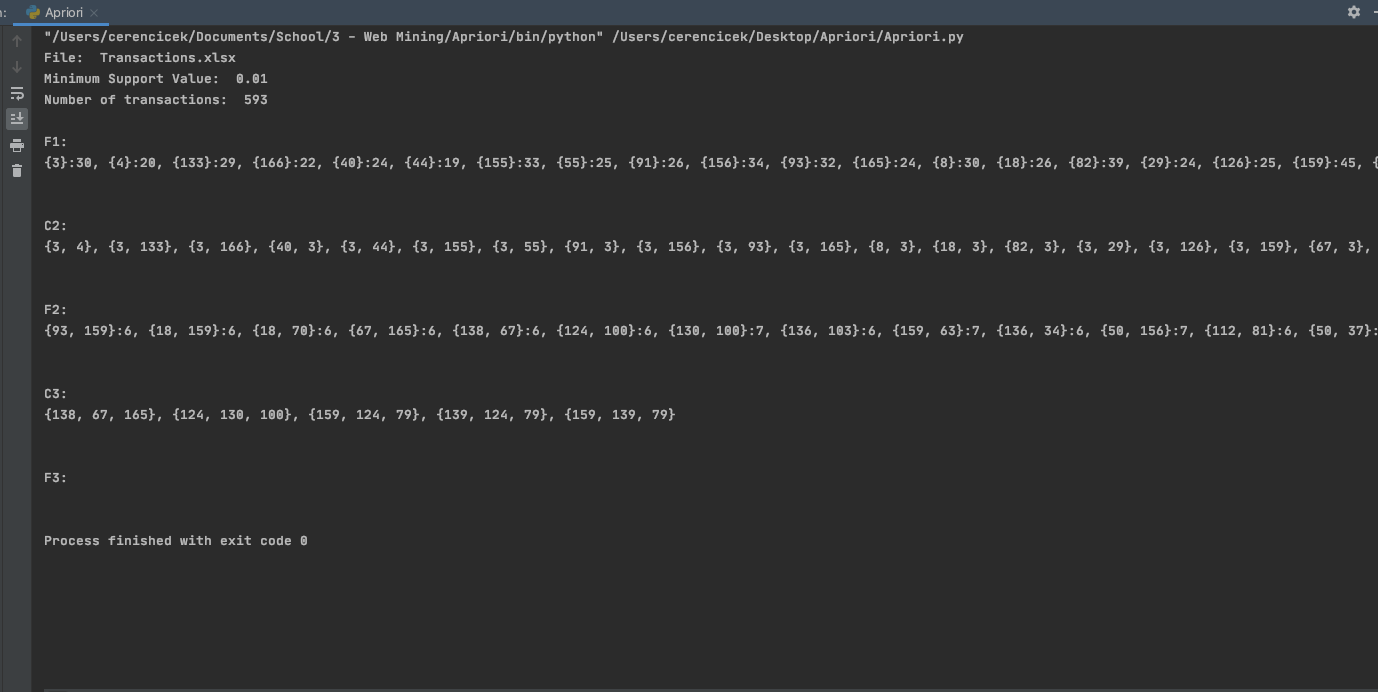 n:
Apriori
"/Users/cerencicek/Documents/School/3 - Web Mining/Apriori/bin/python" /Users/cerencicek/Desktop/Apriori/Apriori.py
File:  Transactions.xlsx
Minimum Support Value:  0.01
Number of transactions:  593
F1:
{3}:30, {4}:20, {133}:29, {166}:22, {40}:24, {44}:19, {155}:33, {55}:25, {91}:26, {156}:34, {93}:32, {165}:24, {8}:30, {18}:26, {82}:39, {29}:24, {126}:25, {159}:45, {
C2:
{3, 4}, {3, 133}, {3, 166}, {40, 3}, {3, 44}, {3, 155}, {3, 55}, {91, 3}, {3, 156}, {3, 93}, {3, 165}, {8, 3}, {18, 3}, {82, 3}, {3, 29}, {3, 126}, {3, 159}, {67, 3},
F2:
{93, 159}:6, {18, 159}:6, {18, 70}:6, {67, 165}:6, {138, 67}:6, {124, 100}:6, {130, 100}:7, {136, 103}:6, {159, 63}:7, {136, 34}:6, {50, 156}:7, {112, 81}:6, {50, 37}:
C3:
{138, 67, 165}, {124, 130, 100}, {159, 124, 79}, {139, 124, 79}, {159, 139, 79}
F3:
Process finished with exit code 0